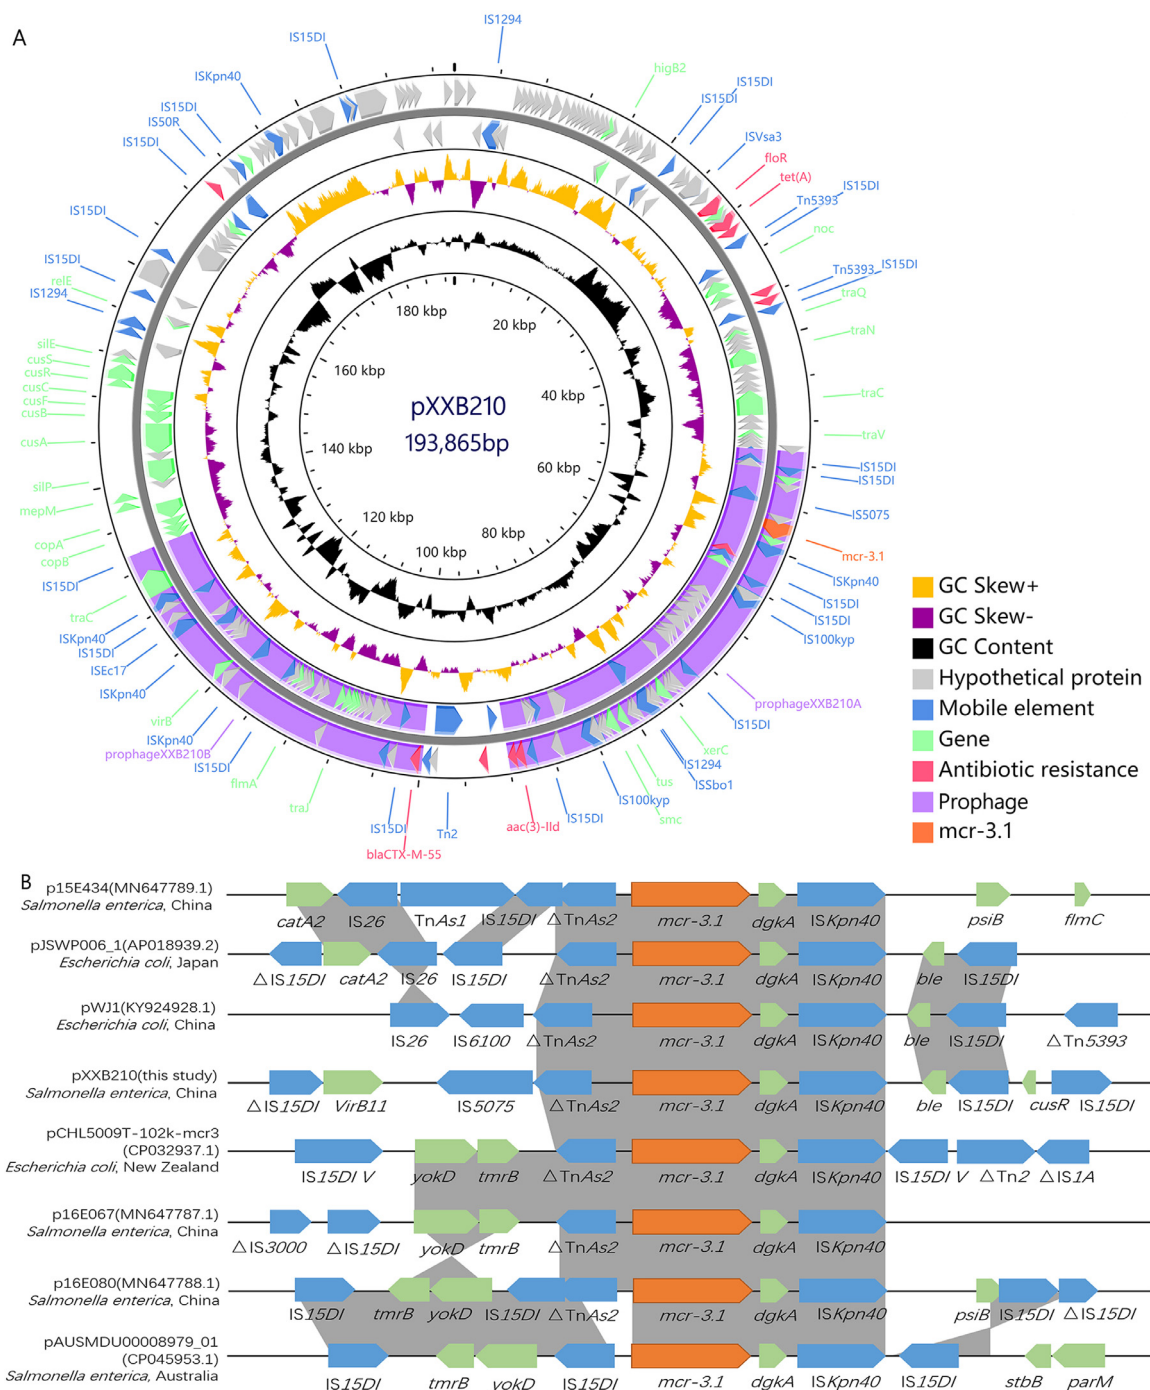 A
IS1294
IS15DI
higB2
ISKpn40
IS15DI
IS15DI
IS15DI
IS50R
IS15DI
ISVsa3
floR
tet(A)
IS15DI
Tn5393
noc
IS15DI
IS15DI
relE
IS1294
Tn5393
IS15DI
traQ
traN
silE
cusS
cusR
cusC
cusF
cusB
cusA
traC
traV
silP
mepM
copA
copB
IS15DI
traC
ISKpn40
IS15DI
ISEc17
ISKpn40
virB
ISKpn40
prophageXXB210B
IS15DI
flmA
traJ
IS15DI
blaCTX-M-55
Tn2
aac(3)-IId
IS15DI
IS100kyp
smc
tus
ISSbo1
IS1294
xerC
IS15DI
prophageXXB210A
IS100kyp
IS15DI
IS15DI
ISKpn40
mcr-3.1
IS5075
IS15DI
IS15DI
180 kbp
20 kbp
160 kbp
40 kbp
pXXB210
193,865bp
140 kbp
60 kbp
120 kbp
80 kbp
100 kbp
GC Skew+
GC Skew-
GC Content
Hypothetical protein
Mobile element
Gene
Antibiotic resistance
Prophage
mcr-3.1
B
p15E434(MN647789.1)
Salmonella enterica, China
catA2 IS26 TnAs1 IS15DI △TnAs2 mcr-3.1 dgkA ISKpn40 psiB flmC
pJSWP006_1(AP018939.2)
Escherichia coli, Japan
△IS15DI catA2 IS26 IS15DI △TnAs2 mcr-3.1 dgkA ISKpn40 ble IS15DI
pWJ1(KY924928.1)
Escherichia coli, China
IS26 IS6100 △TnAs2 mcr-3.1 dgkA ISKpn40 ble IS15DI △Tn5393
pXXB210(this study)
Salmonella enterica, China
△IS15DI VirB11 IS5075 △TnAs2 mcr-3.1 dgkA ISKpn40 ble IS15DI cusR IS15DI
pCHL5009T-102k-mcr3
(CP032937.1)
Escherichia coli, New Zealand
IS15DI V yokD tmrB △TnAs2 mcr-3.1 dgkA ISKpn40 IS15DI V △Tn2 △IS1A
p16E067(MN647787.1)
Salmonella enterica, China
△IS3000 △IS15DI yokD tmrB △TnAs2 mcr-3.1 dgkA ISKpn40
p16E080(MN647788.1)
Salmonella enterica, China
IS15DI tmrB yokD IS15DI △TnAs2 mcr-3.1 dgkA ISKpn40 psiB IS15DI △IS15DI
pAUSMDU00008979_01
(CP045953.1)
Salmonella enterica, Australia
IS15DI tmrB yokD IS15DI mcr-3.1 dgkA ISKpn40 IS15DI stbB parM